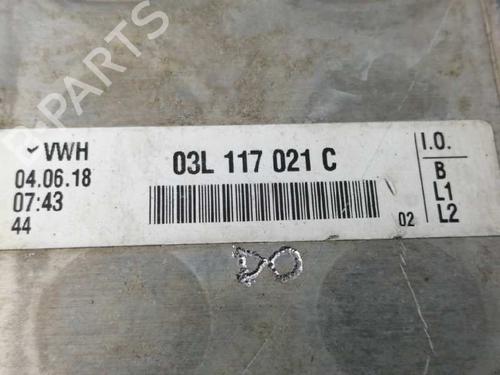 B PARTS
VWH
04.06.18
07:43
44
03L 117 021 C
02
I.O.
B
L1
L2